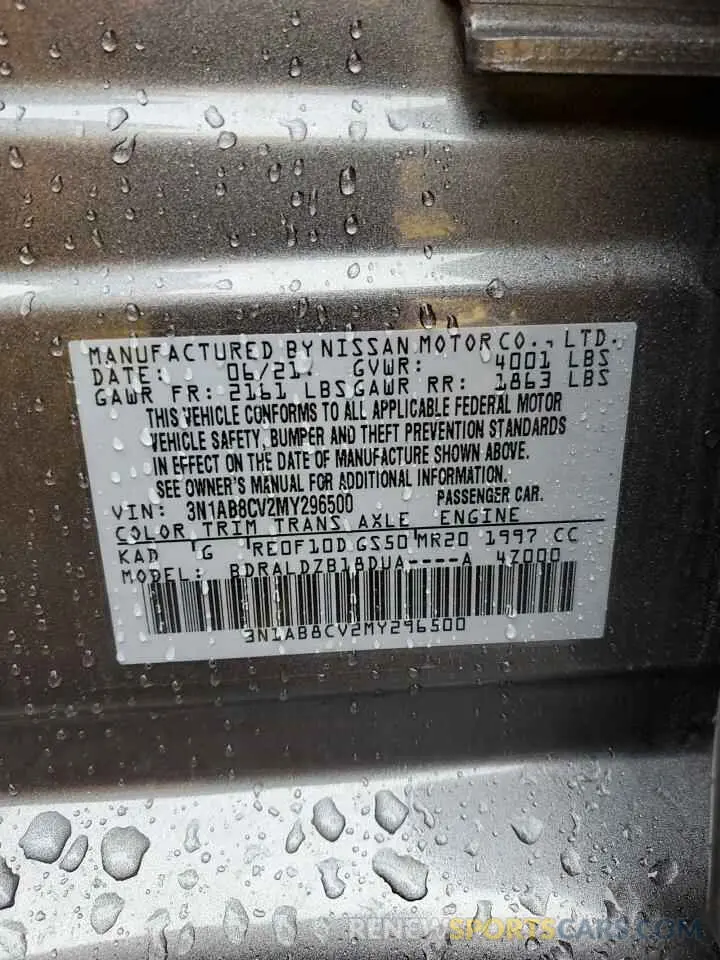 MANUFACTURED BY NISSAN MOTOR CO., LTD.
DATE: 06/21 GVWR: 4001 LBS
GAWR FR: 2161 LBS GAWR RR: 1863 LBS
THIS VEHICLE CONFORMS TO ALL APPLICABLE FEDERAL MOTOR
VEHICLE SAFETY, BUMPER AND THEFT PREVENTION STANDARDS
IN EFFECT ON THE DATE OF MANUFACTURE SHOWN ABOVE.
SEE OWNER'S MANUAL FOR ADDITIONAL INFORMATION.
VIN: 3N1AB8CV2MY296500 PASSENGER CAR.
COLOR TRIM TRANS AXLE ENGINE
KAD G RE0F10D GS50 MR20 1997 CC
MODEL: BDRALDZB18DUA----A 47000
3N1AB8CV2MY296500
RENEWSPORTSCARS.COM